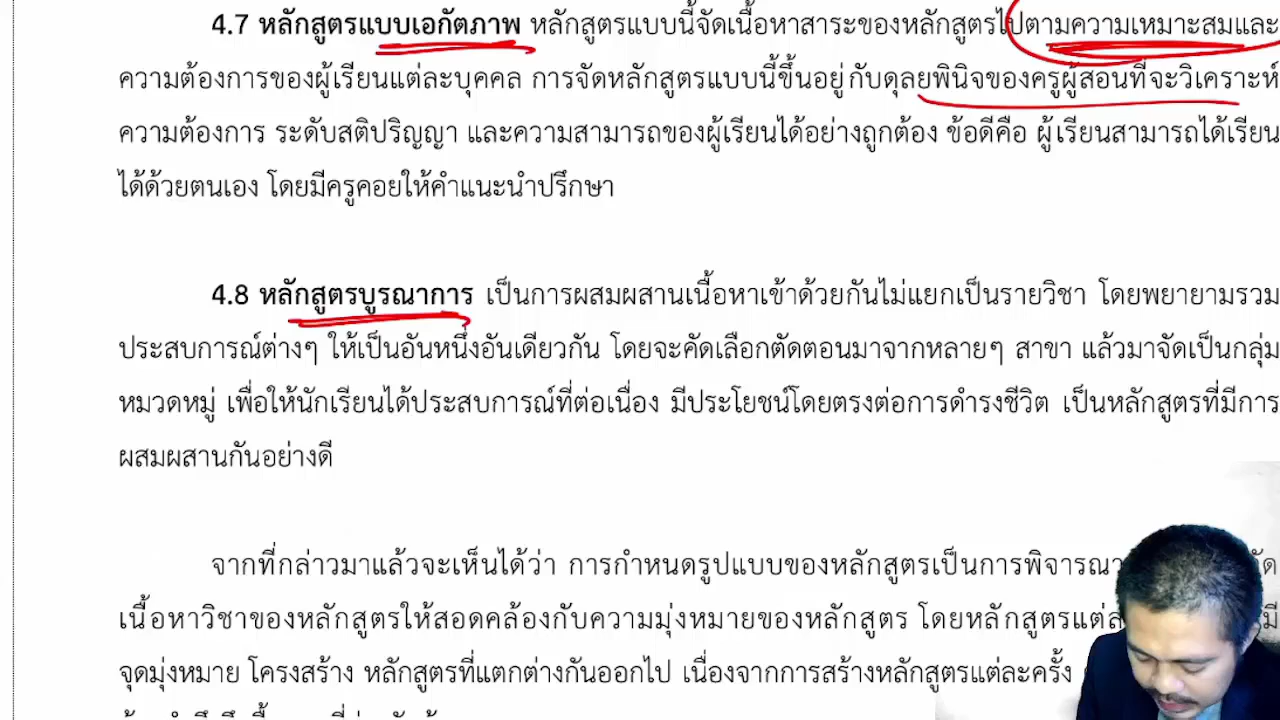 4.7 หลักสูตรแบบเอกัตภาพ หลักสูตรแบบนี้จัดเนื้อหาสาระของหลักสูตรไปตามความเหมาะสมและ
ความต้องการของผู้เรียนแต่ละบุคคล การจัดหลักสูตรแบบนี้ขึ้นอยู่กับดุลยพินิจของครูผู้สอนที่จะวิเคราะห์
ความต้องการ ระดับสติปริญญา และความสามารถของผู้เรียนได้อย่างถูกต้อง ข้อดีคือ ผู้เรียนสามารถได้เรียน
ได้ด้วยตนเอง โดยมีครูคอยให้คำแนะนำปรึกษา
4.8 หลักสูตรบูรณาการ เป็นการผสมผสานเนื้อหาเข้าด้วยกันไม่แยกเป็นรายวิชา โดยพยายามรวม
ประสบการณ์ต่างๆ ให้เป็นอันหนึ่งอันเดียวกัน โดยจะคัดเลือกตัดตอนมาจากหลายๆ สาขา แล้วมาจัดเป็นกลุ่ม
หมวดหมู่ เพื่อให้นักเรียนได้ประสบการณ์ที่ต่อเนื่อง มีประโยชน์โดยตรงต่อการดำรงชีวิต เป็นหลักสูตรที่มีการ
ผสมผสานกันอย่างดี
จากที่กล่าวมาแล้วจะเห็นได้ว่า การกำหนดรูปแบบของหลักสูตรเป็นการพิจารณา
เนื้อหาวิชาของหลักสูตรให้สอดคล้องกับความมุ่งหมายของหลักสูตร โดยหลักสูตร มี
จุดมุ่งหมาย โครงสร้าง หลักสูตรที่แตกต่างกันออกไป เนื่องจากการสร้างหลักสูตรแต่ละครั้ง